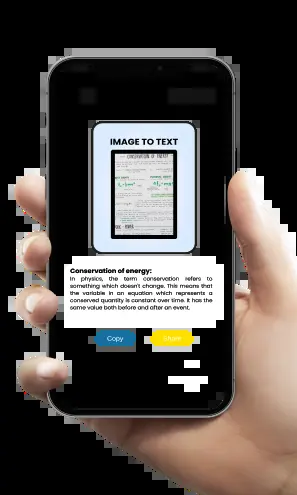 IMAGE TO TEXT
CONSERVATION OF ENERGY
Conservation of energy:
In physics, the term conservation refers to
something which doesn't change. This means that
the variable in an equation which represents a
conserved quantity is constant over time. It has the
same value both before and after an event.
Copy
Share